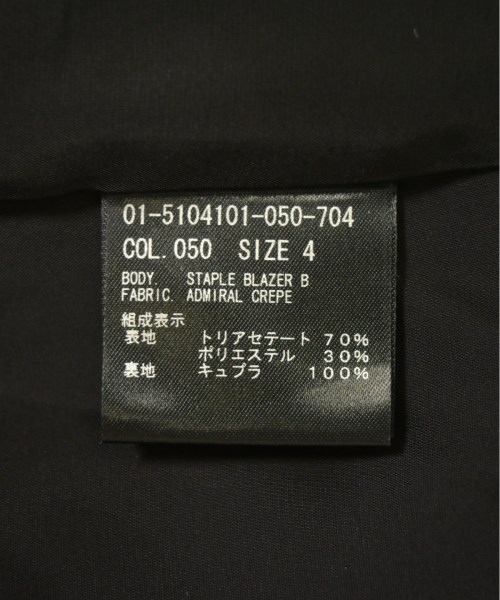 01-5104101-050-704
COL. 050 SIZE 4
BODY. STAPLE BLAZER B
FABRIC. ADMIRAL CREPE
組成表示
表地 トリアセテート 70%
ポリエステル 30%
裏地 キュプラ 100%